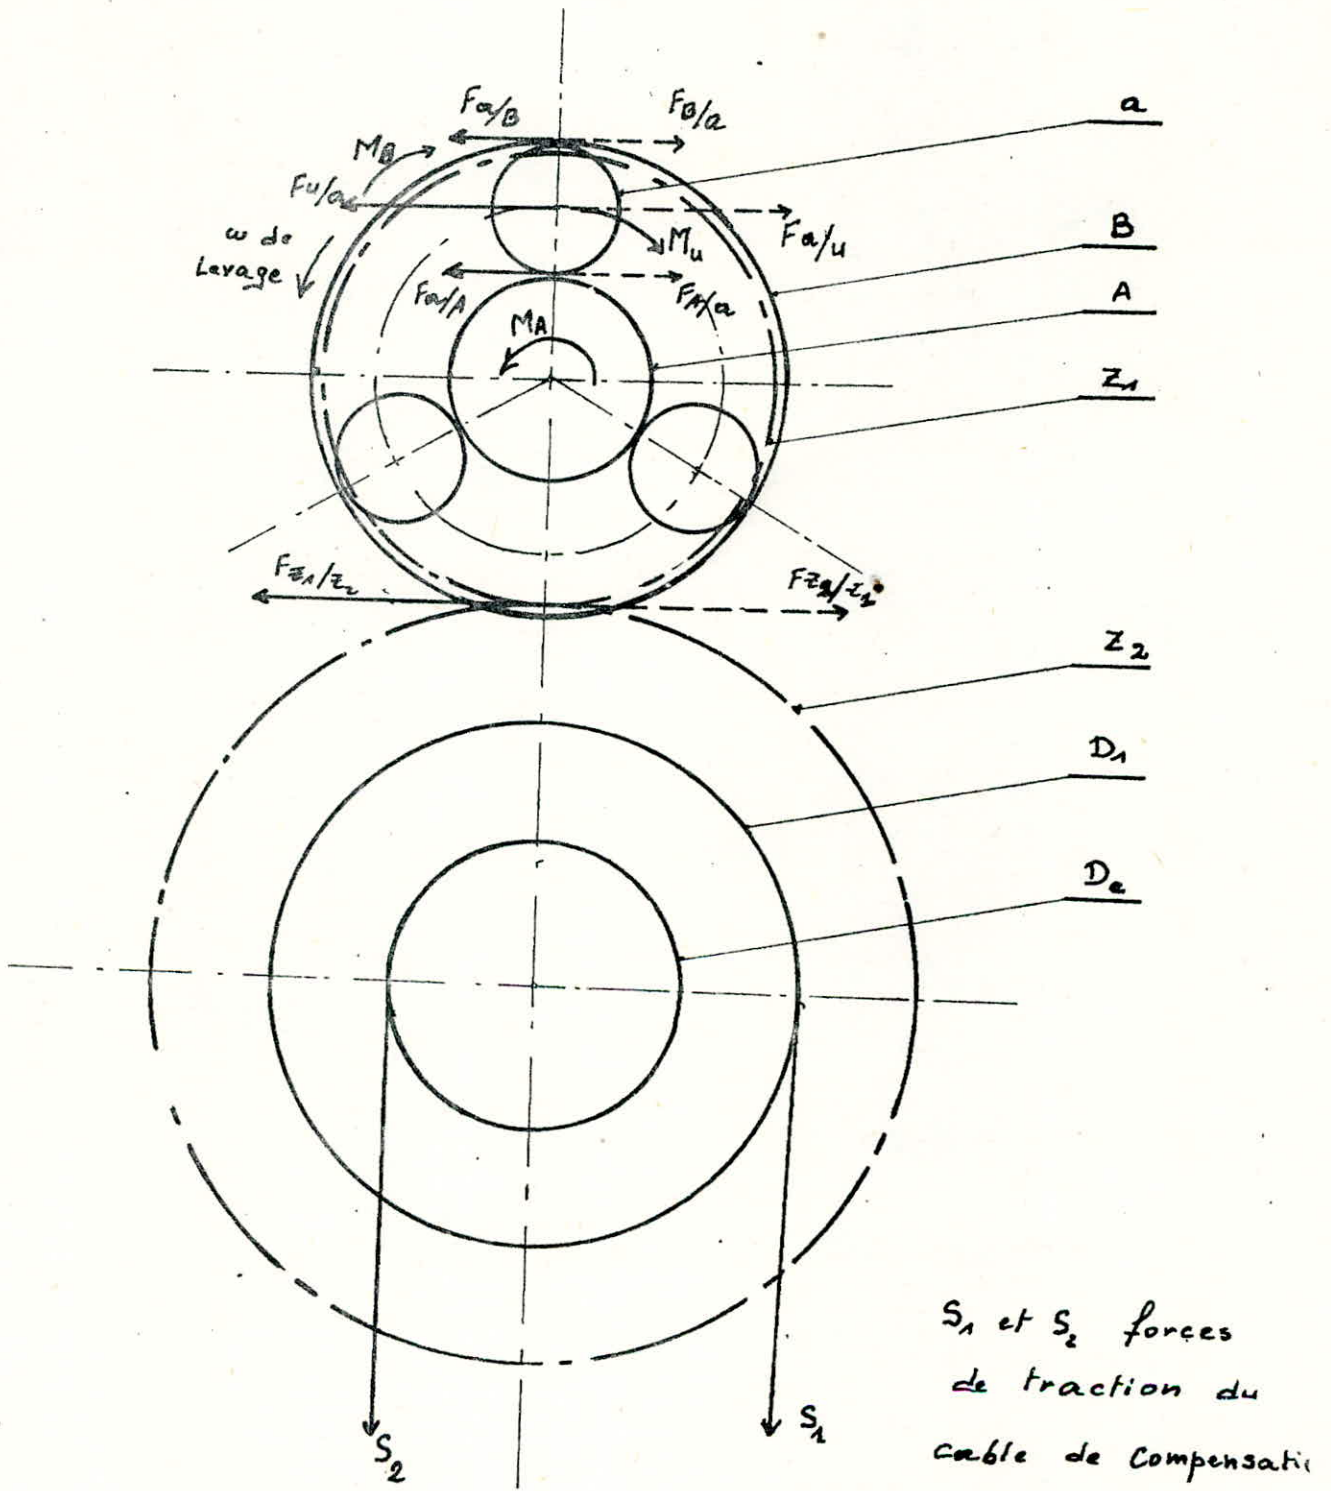 Fa/B
FB/a
a
MB
Fu/a
Mu
Fa/u
B
ω de
Levage
Fa/A
FA/a
A
MA
Z1
FZ1/Z2
FZ2/Z1
Z2
D1
De
S2
S1
S1 et S2 forces
de traction du
cable de Compensatio